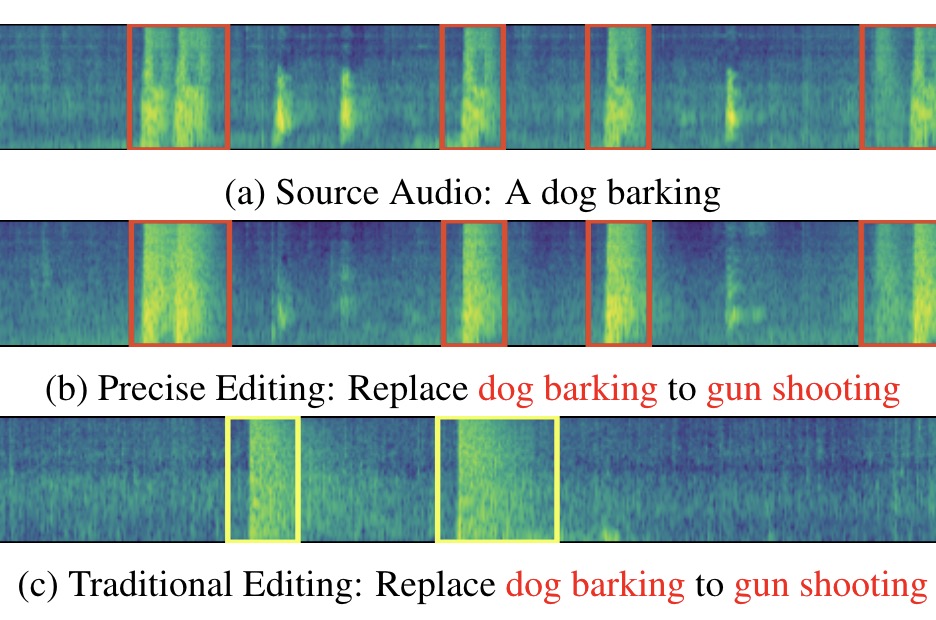 (a) Source Audio: A dog barking
(b) Precise Editing: Replace dog barking to gun shooting
(c) Traditional Editing: Replace dog barking to gun shooting